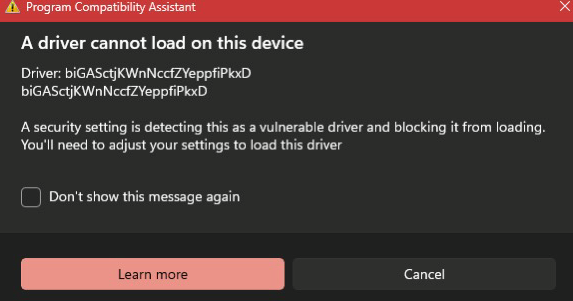 Program Compatibility Assistant
A driver cannot load on this device
Driver: biGASctjKWnNccfZYeppfiPkxD
biGASctjKWnNccfZYeppfiPkxD
A security setting is detecting this as a vulnerable driver and blocking it from loading.
You'll need to adjust your settings to load this driver
Don't show this message again
Learn more
Cancel